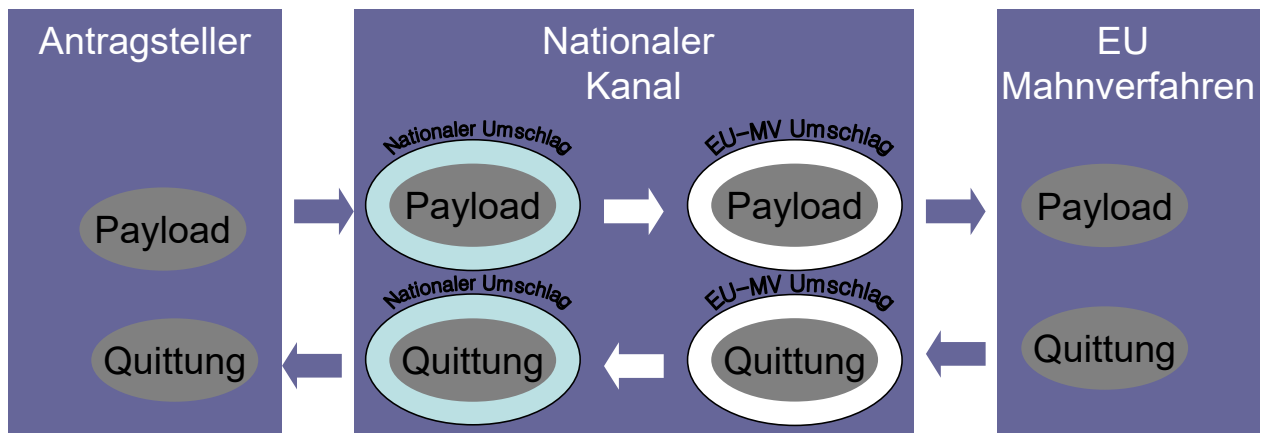 Antragsteller
Nationaler
Kanal
EU
Mahnverfahren
Nationaler Umschlag
EU-MV Umschlag
Payload
Payload
Payload
Payload
Nationaler Umschlag
EU-MV Umschlag
Quittung
Quittung
Quittung
Quittung